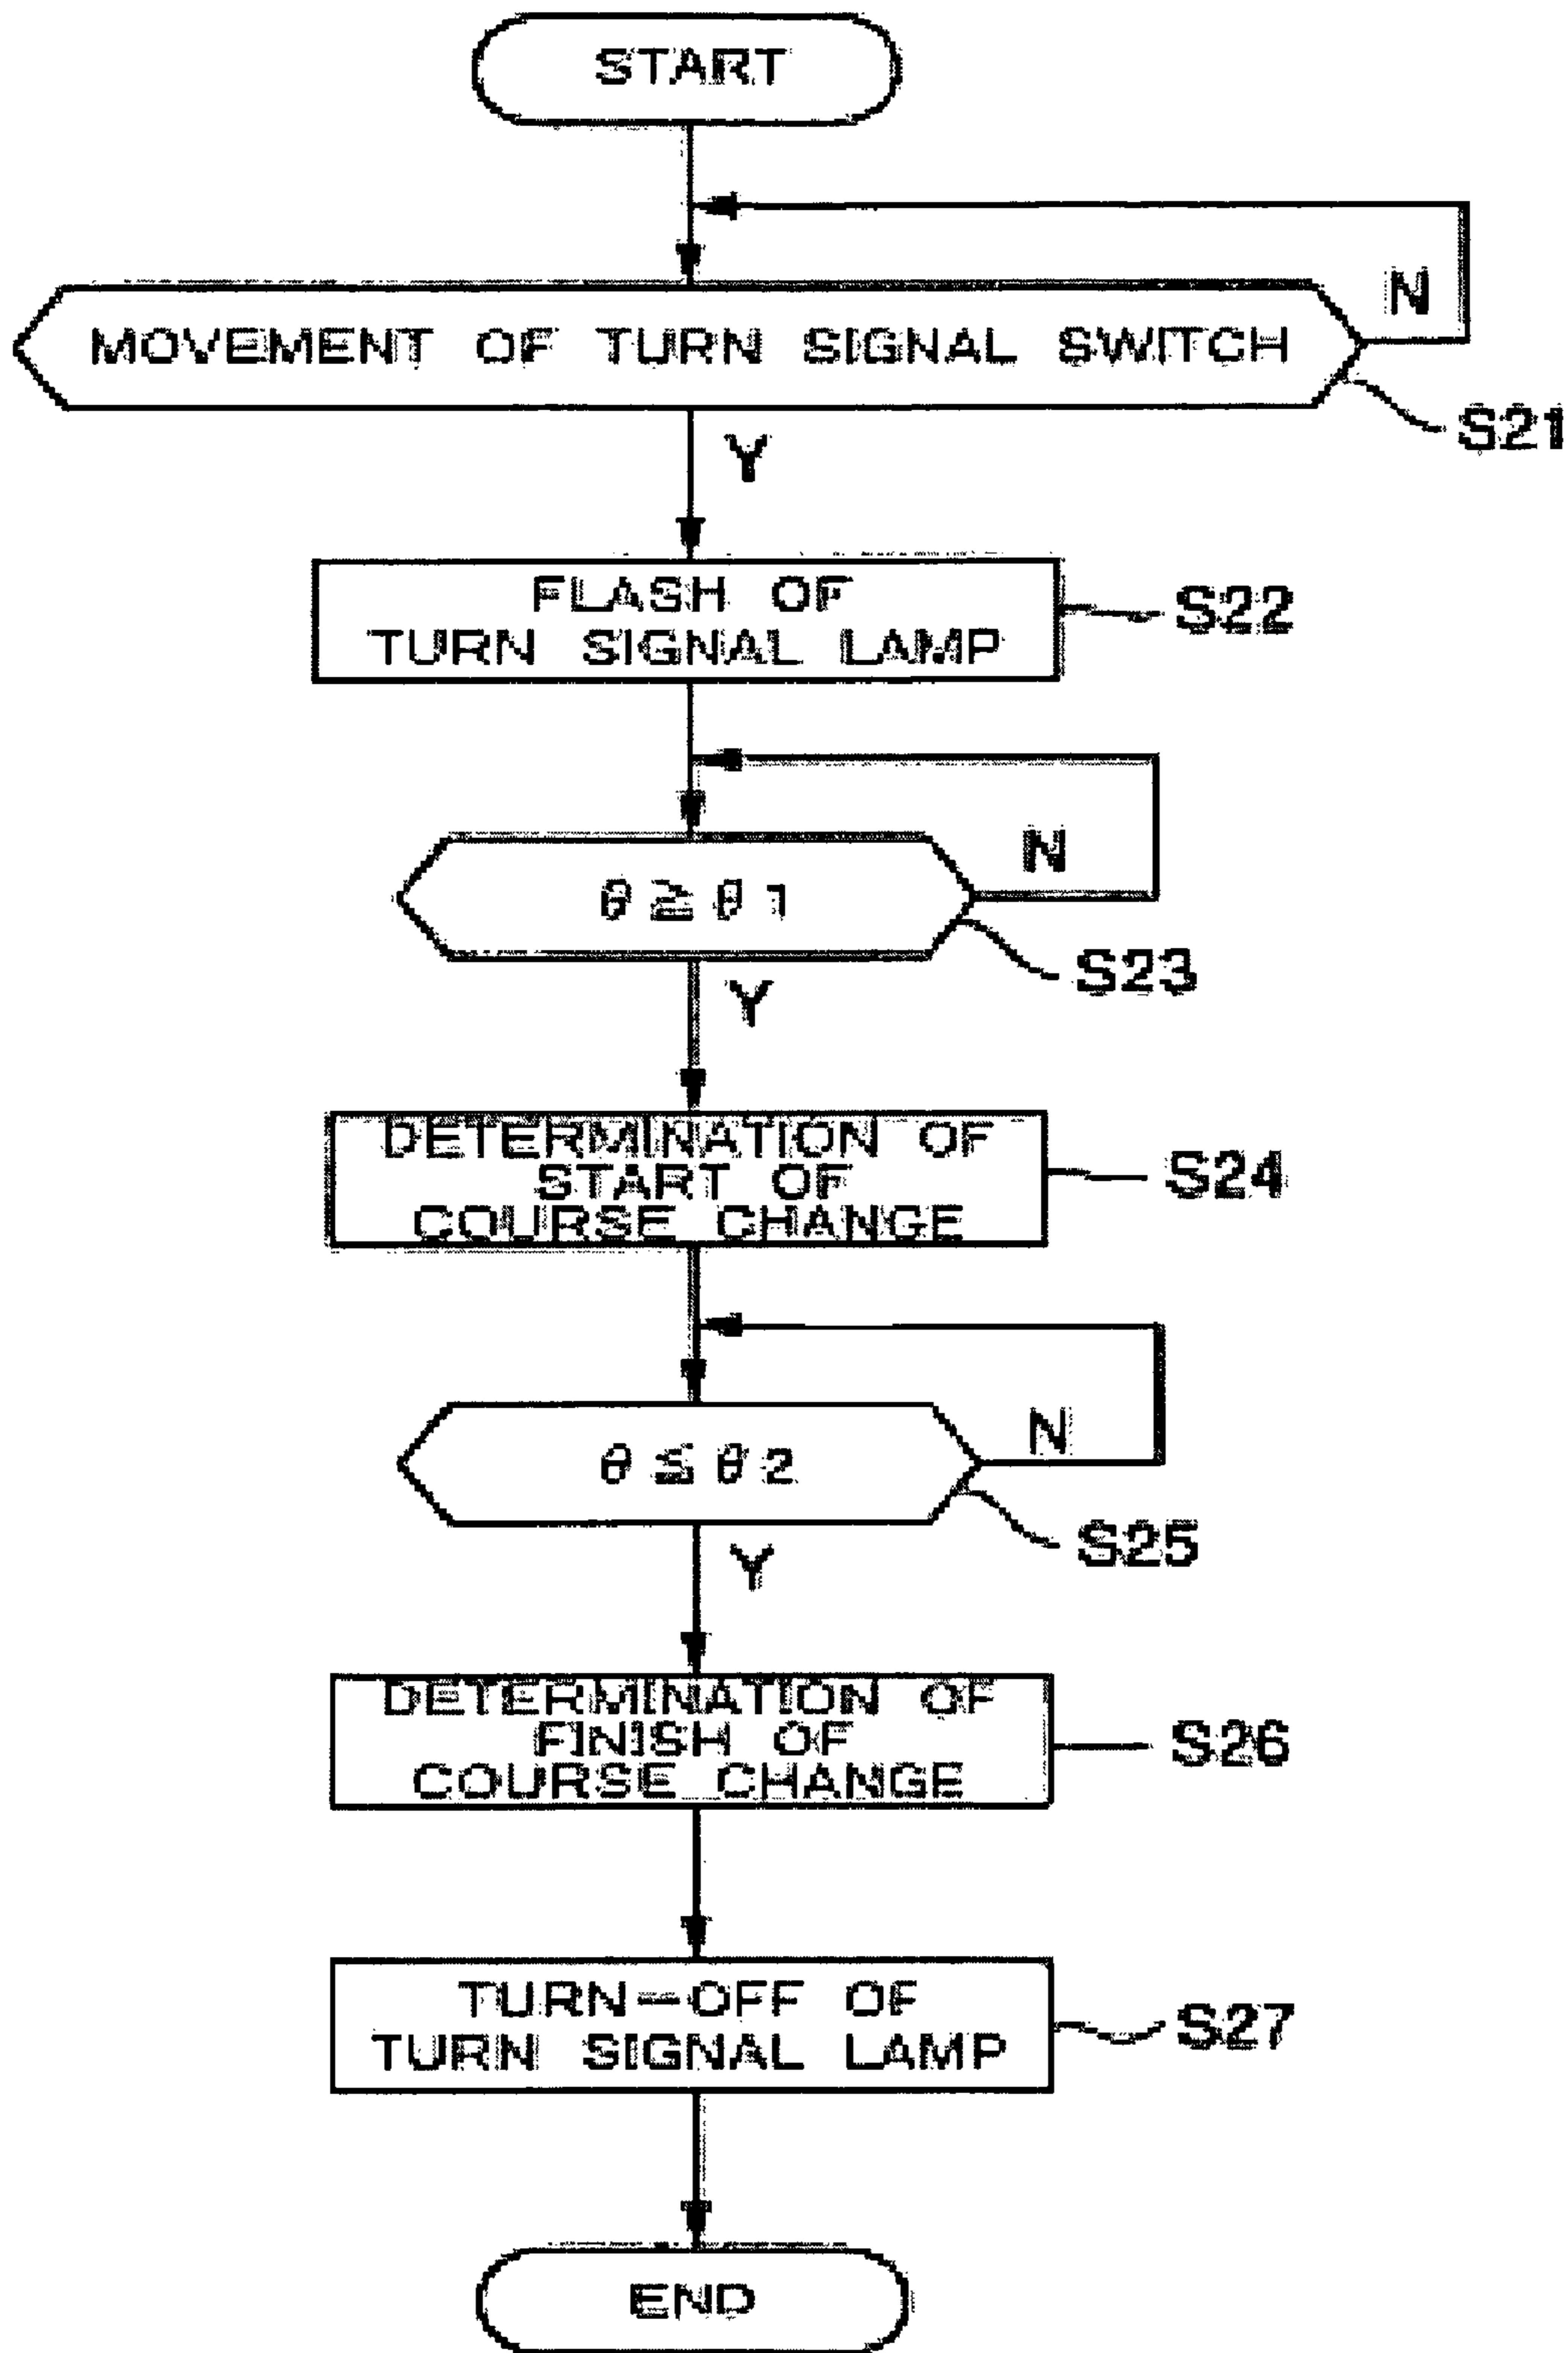 START
N
MOVEMENT OF TURN SIGNAL SWITCH
S21
Y
FLASH OF
TURN SIGNAL LAMP
S22
N
θ ≧ θ 1
S23
Y
DETERMINATION OF
START OF
COURSE CHANGE
S24
N
θ ≦ θ 2
S25
Y
DETERMINATION OF
FINISH OF
COURSE CHANGE
S26
TURN-OFF OF
TURN SIGNAL LAMP
S27
END